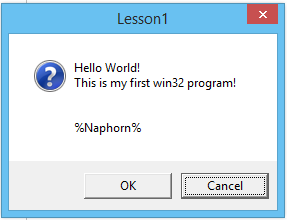 Lesson1
Hello World!
This is my first win32 program!
%Naphorn%
OK
Cancel